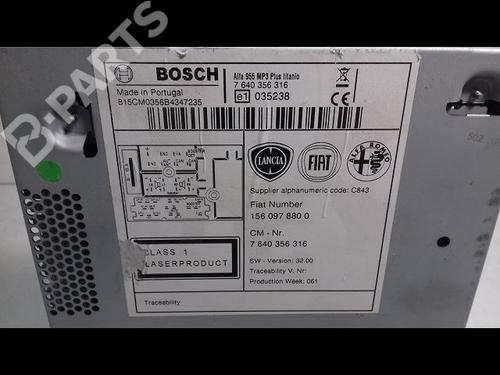 B-PARTS
BOSCH
Made in Portugal
815CM0356B4347235
Alfa 955 MP3 Plus titanio
7 640 356 316
e1 035238
LANCIA
FIAT
ALFA ROMEO
Supplier alphanumeric code: C843
Fiat Number
156 097 880 0
CM - Nr.
7 640 356 316
SW - Version: 32.00
Traceability V. Nr:
Production Week: 061
CLASS 1
LASERPRODUCT
Traceability